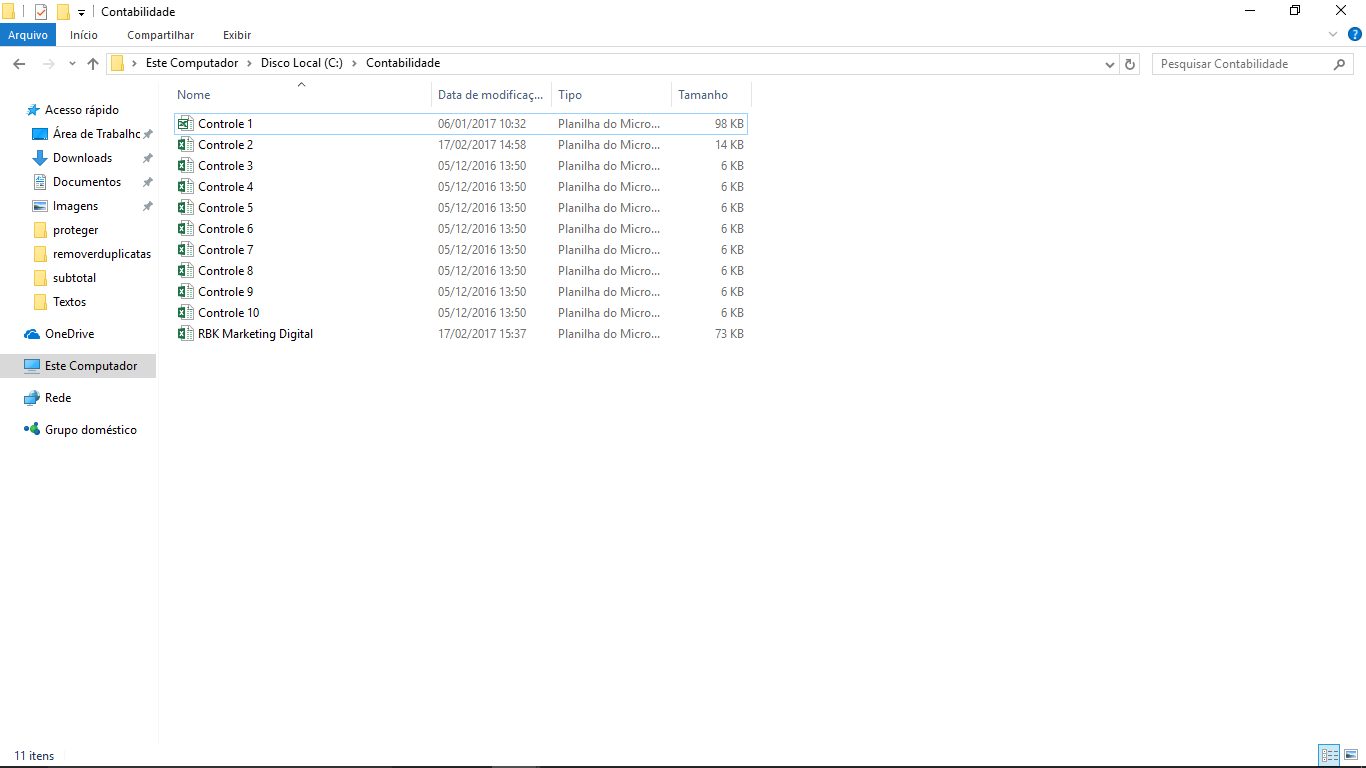 Contabilidade
Arquivo Início Compartilhar Exibir
Este Computador Disco Local (C:) Contabilidade Pesquisar Contabilidade
Nome Data de modificaç... Tipo Tamanho
Acesso rápido
Área de Trabalhc
Downloads
Documentos
Imagens
proteger
removerduplicatas
subtotal
Textos
OneDrive
Este Computador
Rede
Grupo doméstico
Controle 1 06/01/2017 10:32 Planilha do Micro... 98 KB
Controle 2 17/02/2017 14:58 Planilha do Micro... 14 KB
Controle 3 05/12/2016 13:50 Planilha do Micro... 6 KB
Controle 4 05/12/2016 13:50 Planilha do Micro... 6 KB
Controle 5 05/12/2016 13:50 Planilha do Micro... 6 KB
Controle 6 05/12/2016 13:50 Planilha do Micro... 6 KB
Controle 7 05/12/2016 13:50 Planilha do Micro... 6 KB
Controle 8 05/12/2016 13:50 Planilha do Micro... 6 KB
Controle 9 05/12/2016 13:50 Planilha do Micro... 6 KB
Controle 10 05/12/2016 13:50 Planilha do Micro... 6 KB
RBK Marketing Digital 17/02/2017 15:37 Planilha do Micro... 73 KB
11 itens